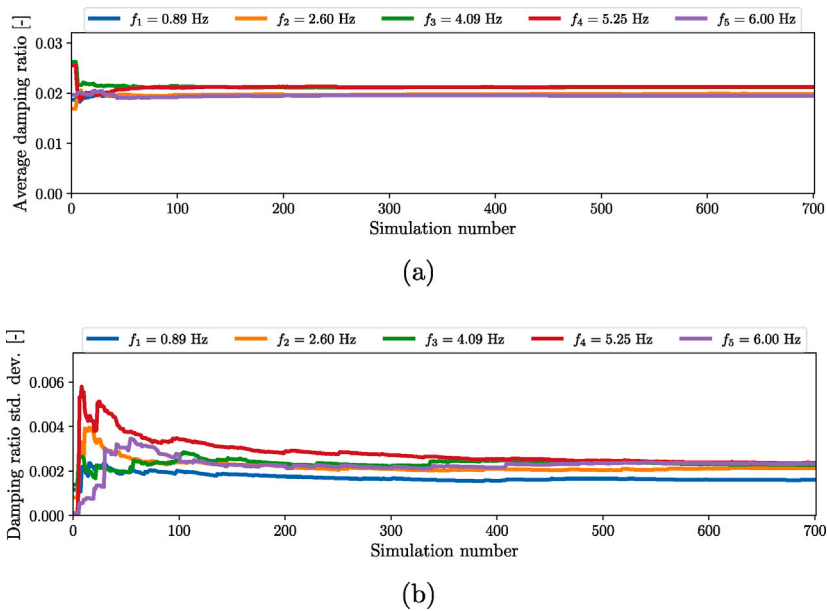 f₁ = 0.89 Hz f₂ = 2.60 Hz f₃ = 4.09 Hz f₄ = 5.25 Hz f₅ = 6.00 Hz
Average damping ratio [-]
0.03
0.02
0.01
0.00
0 100 200 300 400 500 600 700
Simulation number
(a)
f₁ = 0.89 Hz f₂ = 2.60 Hz f₃ = 4.09 Hz f₄ = 5.25 Hz f₅ = 6.00 Hz
Damping ratio std. dev. [-]
0.006
0.004
0.002
0.000
0 100 200 300 400 500 600 700
Simulation number
(b)